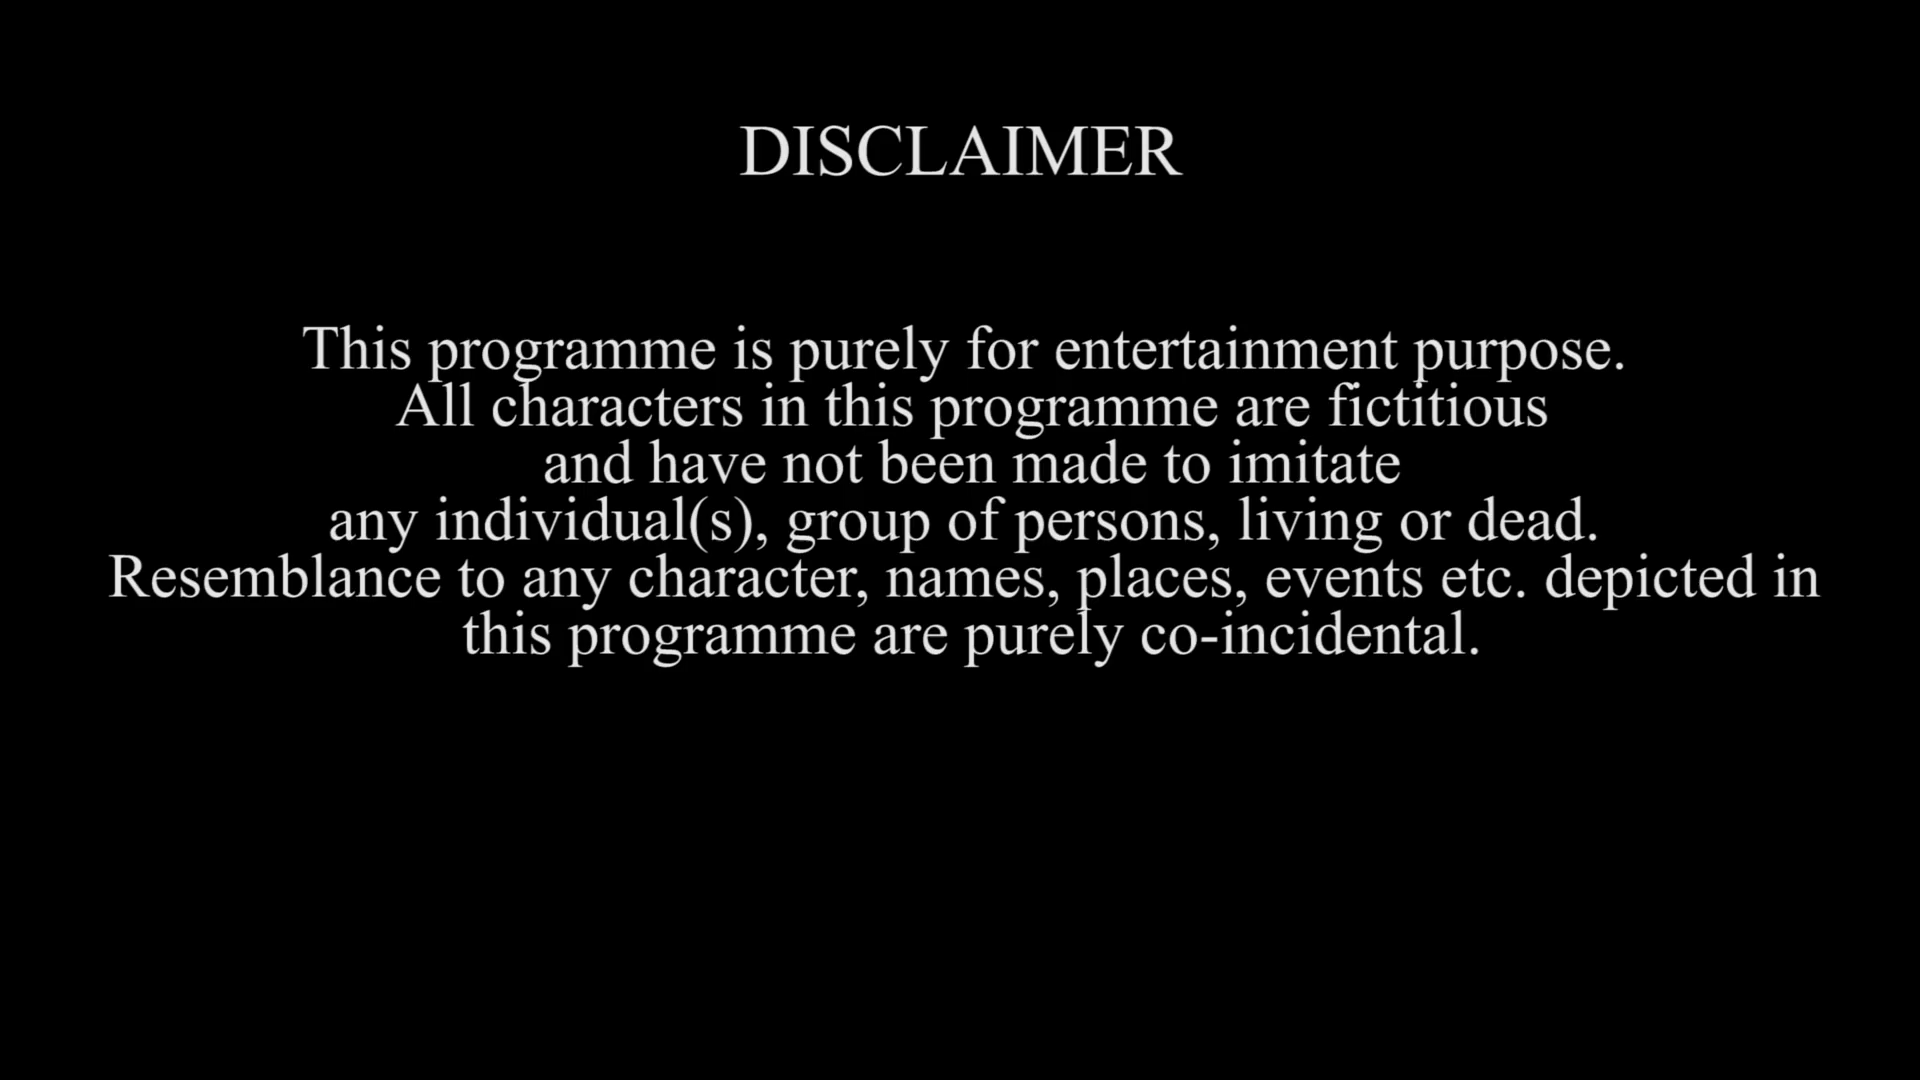 DISCLAIMER
This programme is purely for entertainment purpose.
All characters in this programme are fictitious
and have not been made to imitate
any individual(s), group of persons, living or dead.
Resemblance to any character, names, places, events etc. depicted in
this programme are purely co-incidental.